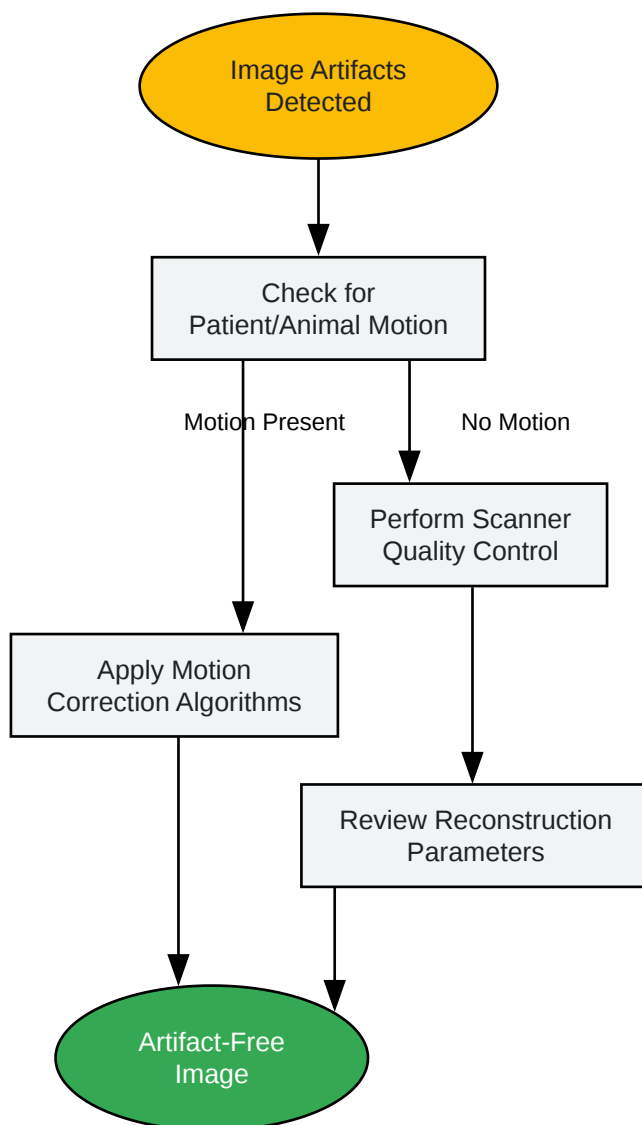 Image Artifacts
Detected
Check for
Patient/Animal Motion
Motion Present
No Motion
Perform Scanner
Quality Control
Apply Motion
Correction Algorithms
Review Reconstruction
Parameters
Artifact-Free
Image